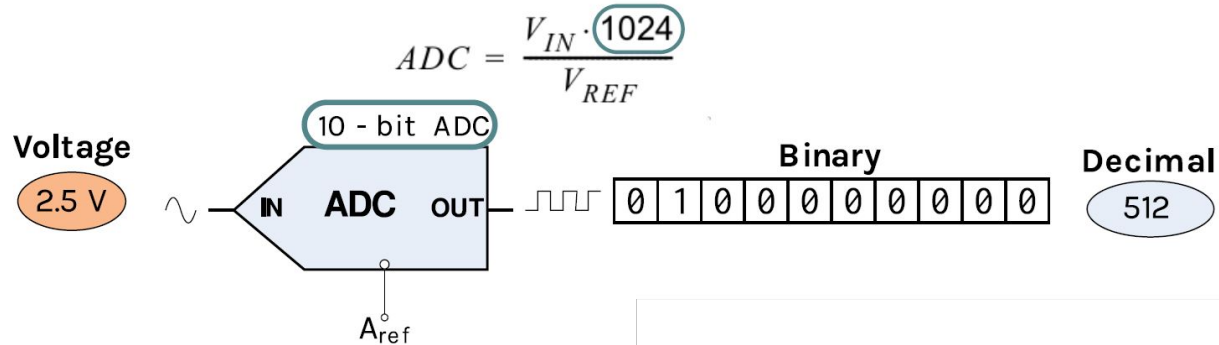 ADC = V_IN · 1024 / V_REF
10 - bit ADC
Voltage
2.5 V
IN ADC OUT
A_ref
Binary
0 1 0 0 0 0 0 0 0 0
Decimal
512